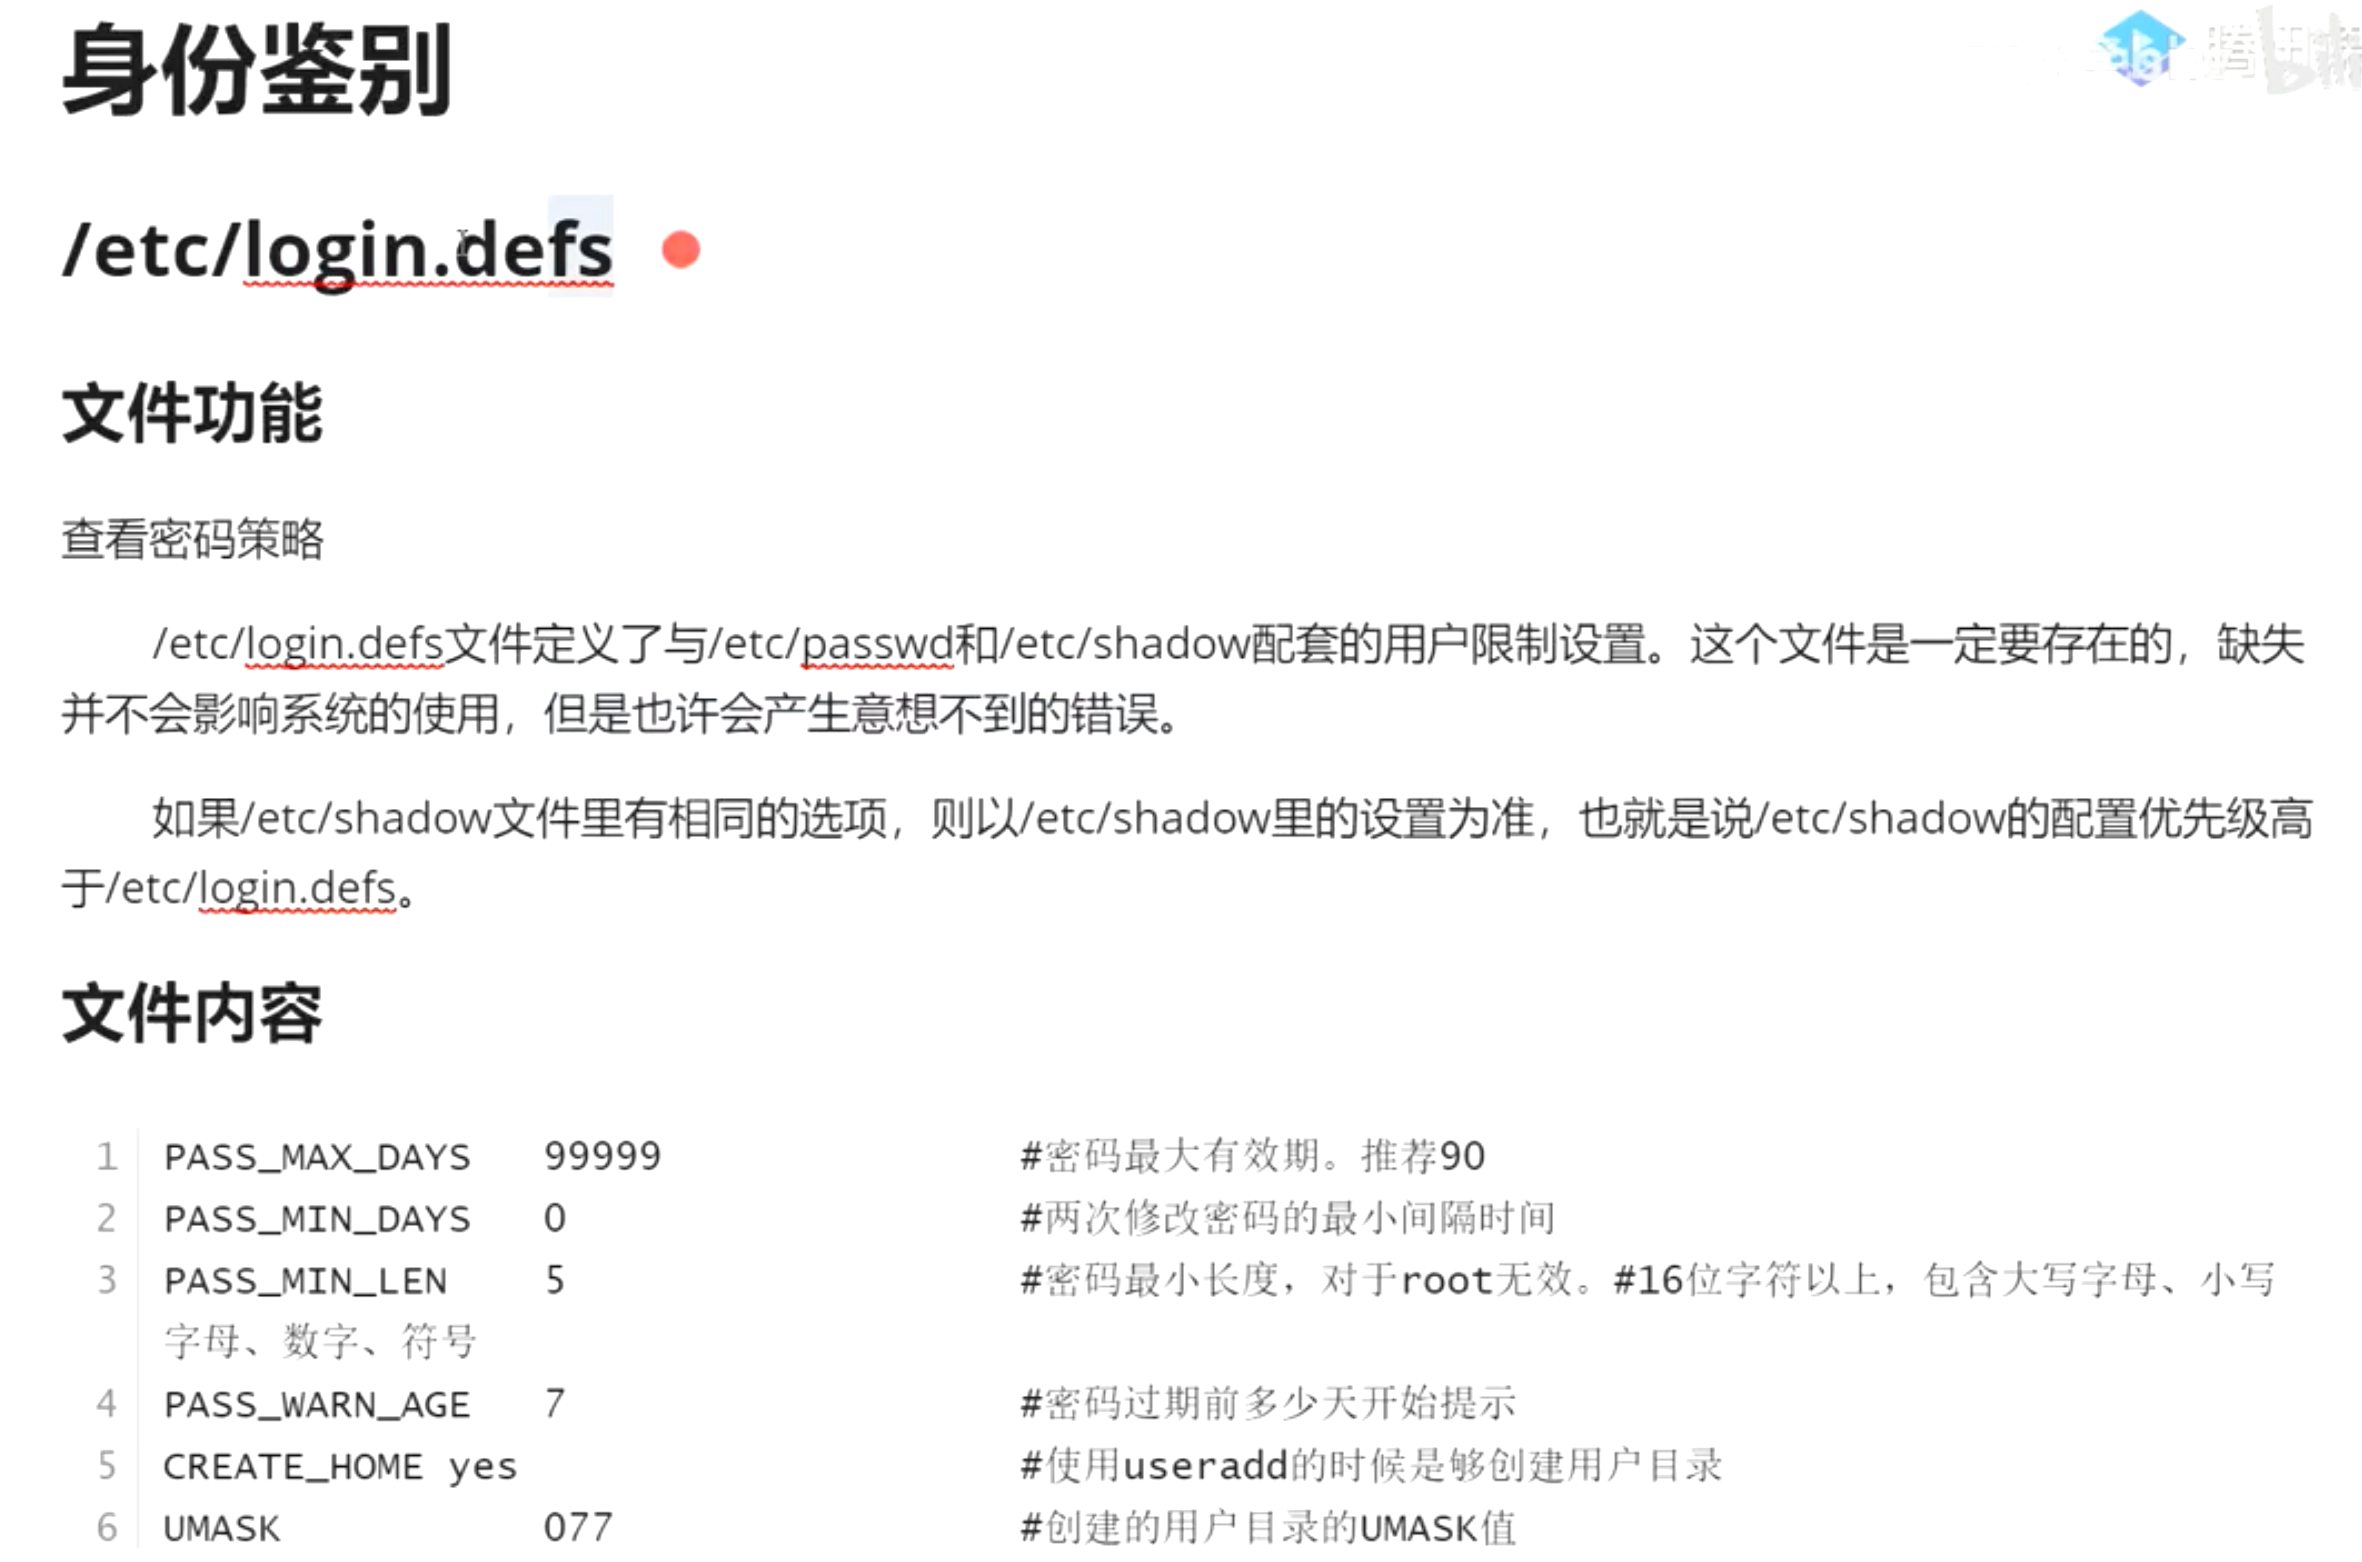 身份鉴别
/etc/login.defs
文件功能
查看密码策略
/etc/login.defs文件定义了与/etc/passwd和/etc/shadow配套的用户限制设置。这个文件是一定要存在的，缺失
并不会影响系统的使用，但是也许会产生意想不到的错误。
如果/etc/shadow文件里有相同的选项，则以/etc/shadow里的设置为准，也就是说/etc/shadow的配置优先级高
于/etc/login.defs。
文件内容
1 PASS_MAX_DAYS 99999 #密码最大有效期。推荐90
2 PASS_MIN_DAYS 0 #两次修改密码的最小间隔时间
3 PASS_MIN_LEN 5 #密码最小长度，对于root无效。#16位字符以上，包含大写字母、小写
字母、数字、符号
4 PASS_WARN_AGE 7 #密码过期前多少天开始提示
5 CREATE_HOME yes #使用useradd的时候是够创建用户目录
6 UMASK 077 #创建的用户目录的UMASK值